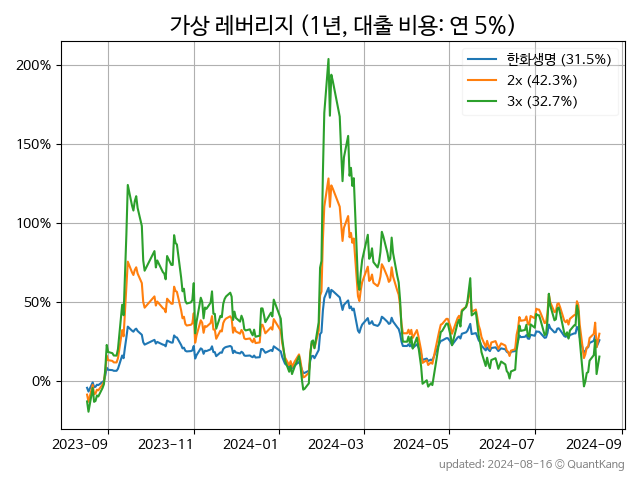 가상 레버리지 (1년, 대출 비용: 연 5%)
한화생명 (31.5%)
2x (42.3%)
3x (32.7%)
200%
150%
100%
50%
0%
2023-09 2023-11 2024-01 2024-03 2024-05 2024-07 2024-09
updated: 2024-08-16 © QuantKang